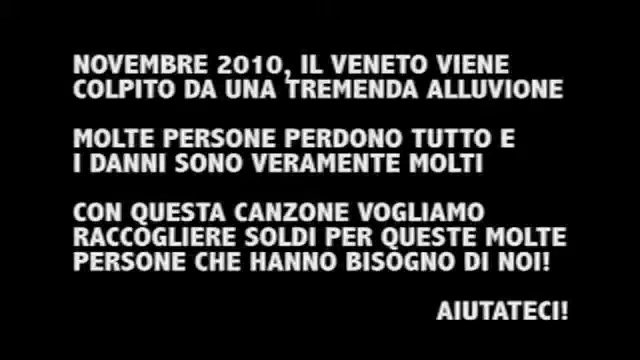 NOVEMBRE 2010, IL VENETO VIENE
COLPITO DA UNA TREMENDA ALLUVIONE
MOLTE PERSONE PERDONO TUTTO E
I DANNI SONO VERAMENTE MOLTI
CON QUESTA CANZONE VOGLIAMO
RACCOGLIERE SOLDI PER QUESTE MOLTE
PERSONE CHE HANNO BISOGNO DI NOI!
AIUTATECI!